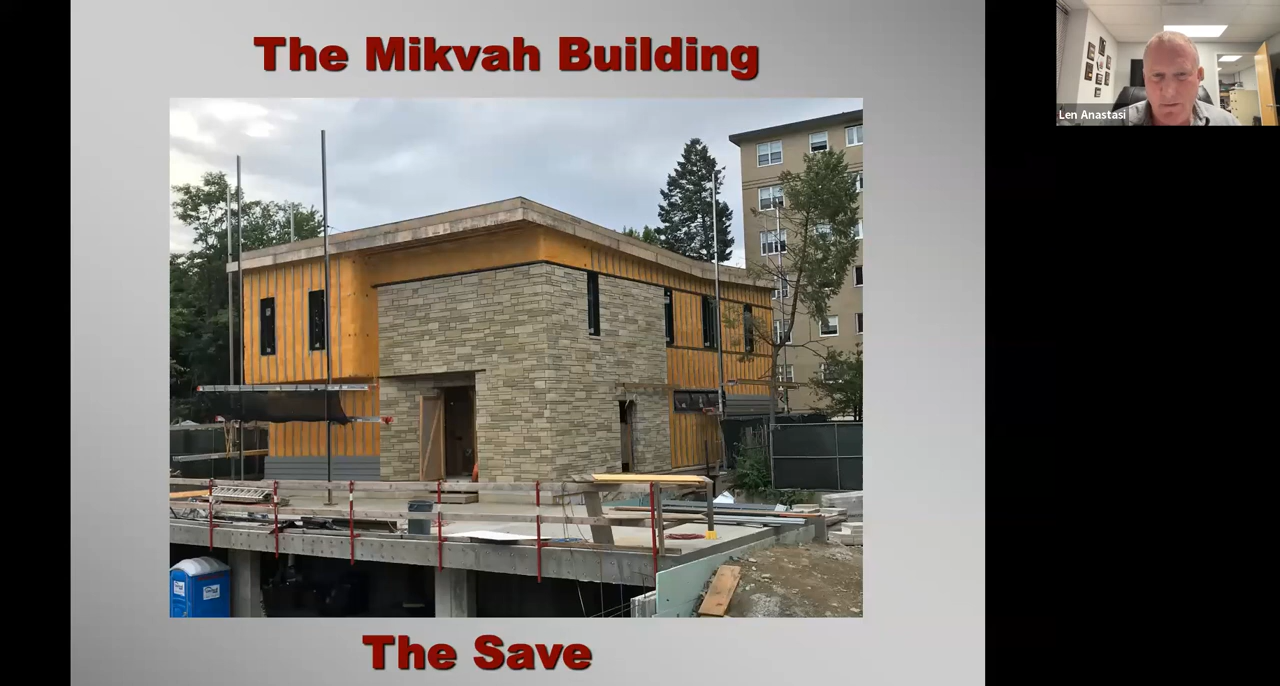 The Mikvah Building
Len Anastasi
The Save